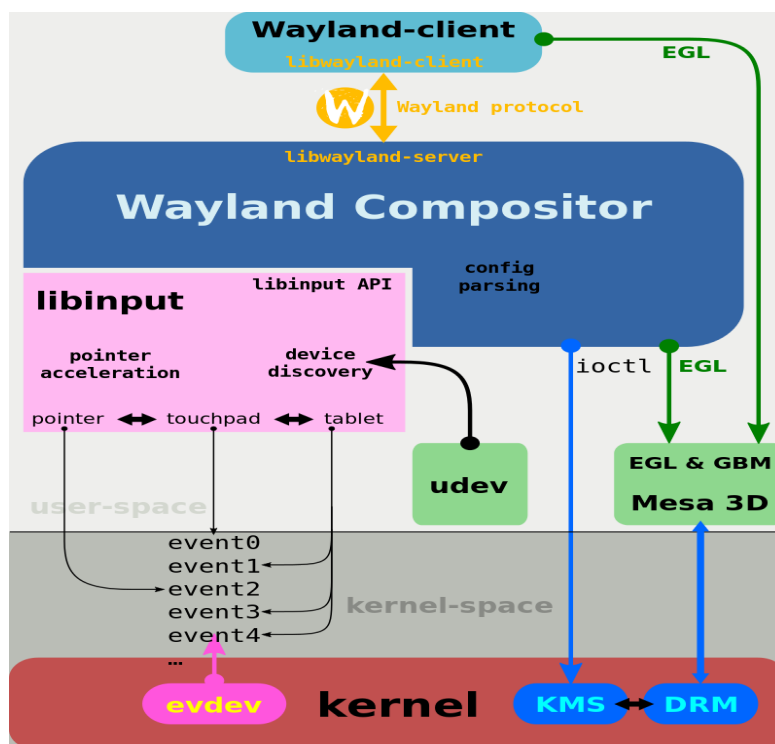 Wayland-client
libwayland-client
EGL
W
Wayland protocol
libwayland-server
Wayland Compositor
config
parsing
libinput API
libinput
pointer
acceleration
device
discovery
pointer
touchpad
tablet
ioctl
EGL
udev
EGL & GBM
Mesa 3D
user-space
kernel-space
event0
event1
event2
event3
event4
…
evdev
kernel
KMS
DRM